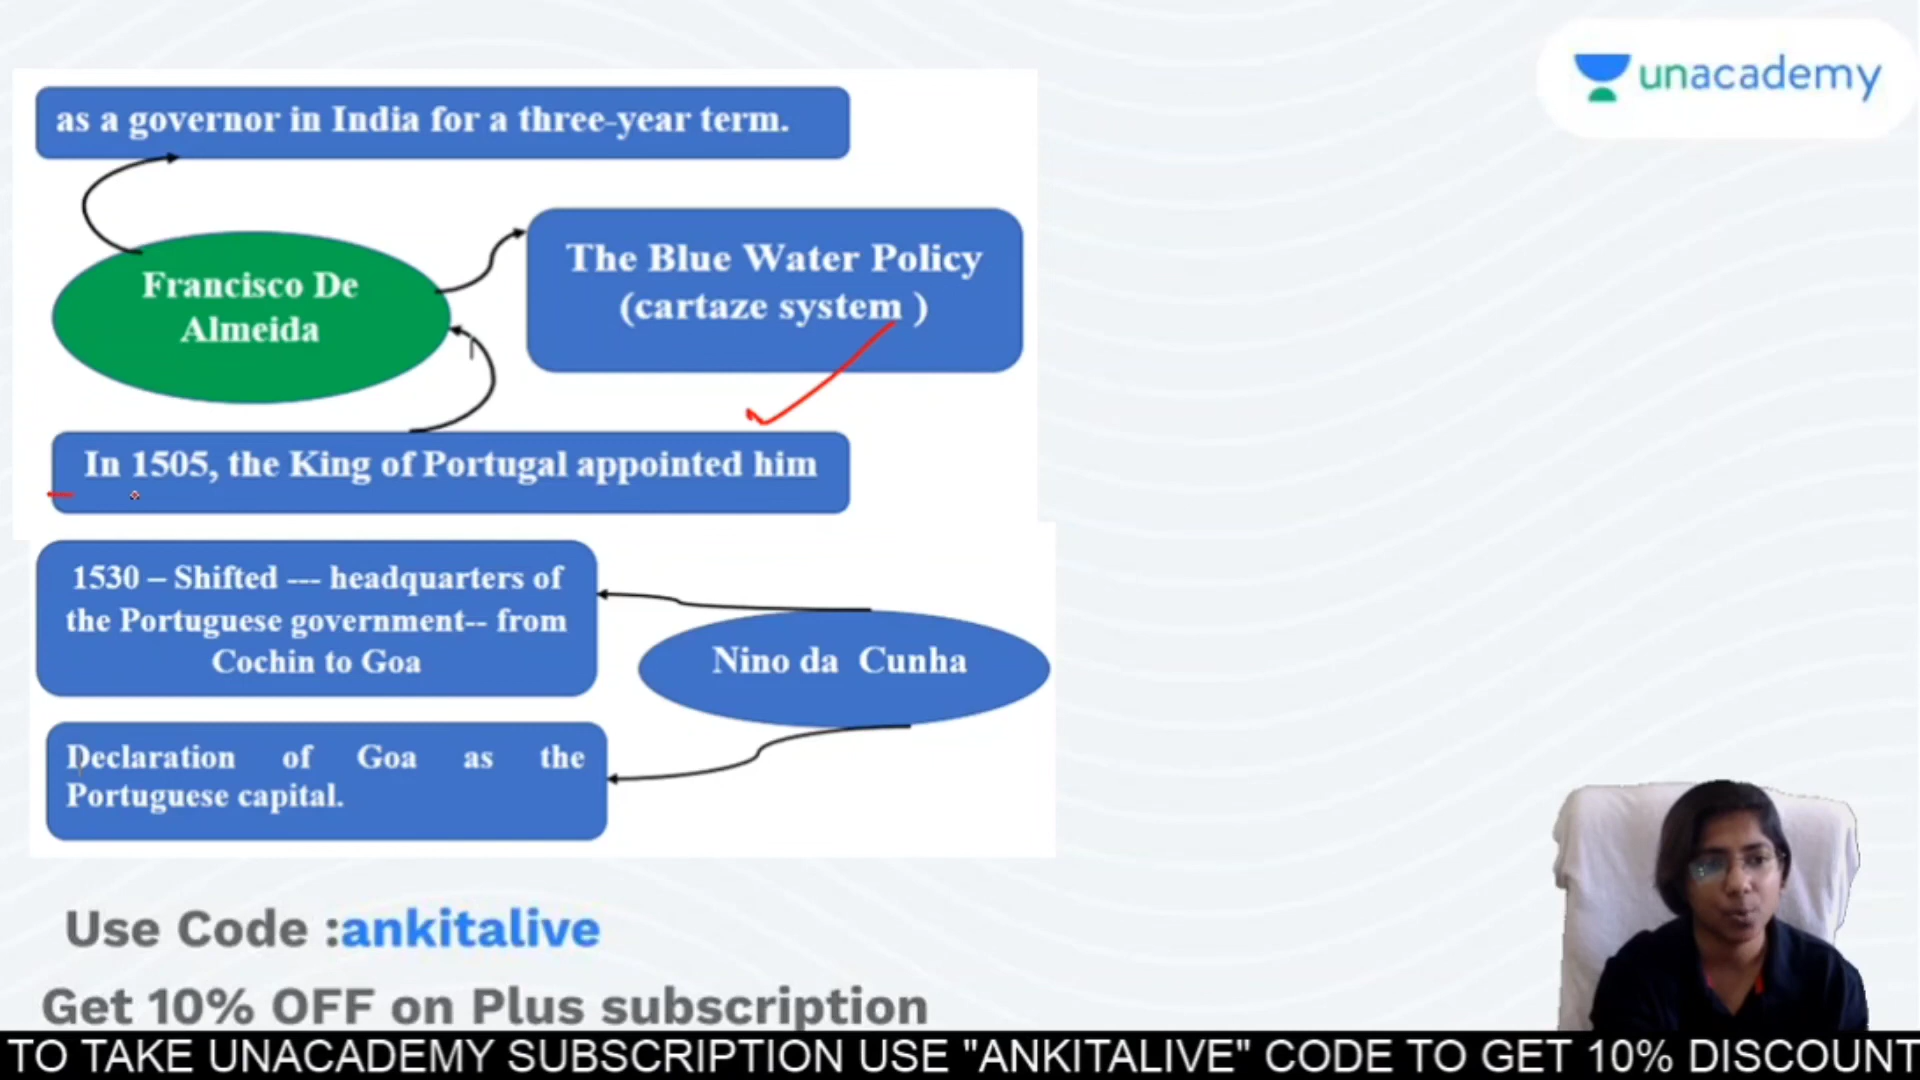 unacademy
as a governor in India for a three-year term.
The Blue Water Policy
(cartaze system )
Francisco De
Almeida
In 1505, the King of Portugal appointed him
1530 – Shifted --- headquarters of
the Portuguese government-- from
Cochin to Goa
Nino da Cunha
Declaration of Goa as the
Portuguese capital.
Use Code :ankitalive
Get 10% OFF on Plus subscription
TO TAKE UNACADEMY SUBSCRIPTION USE "ANKITALIVE" CODE TO GET 10% DISCOUNT